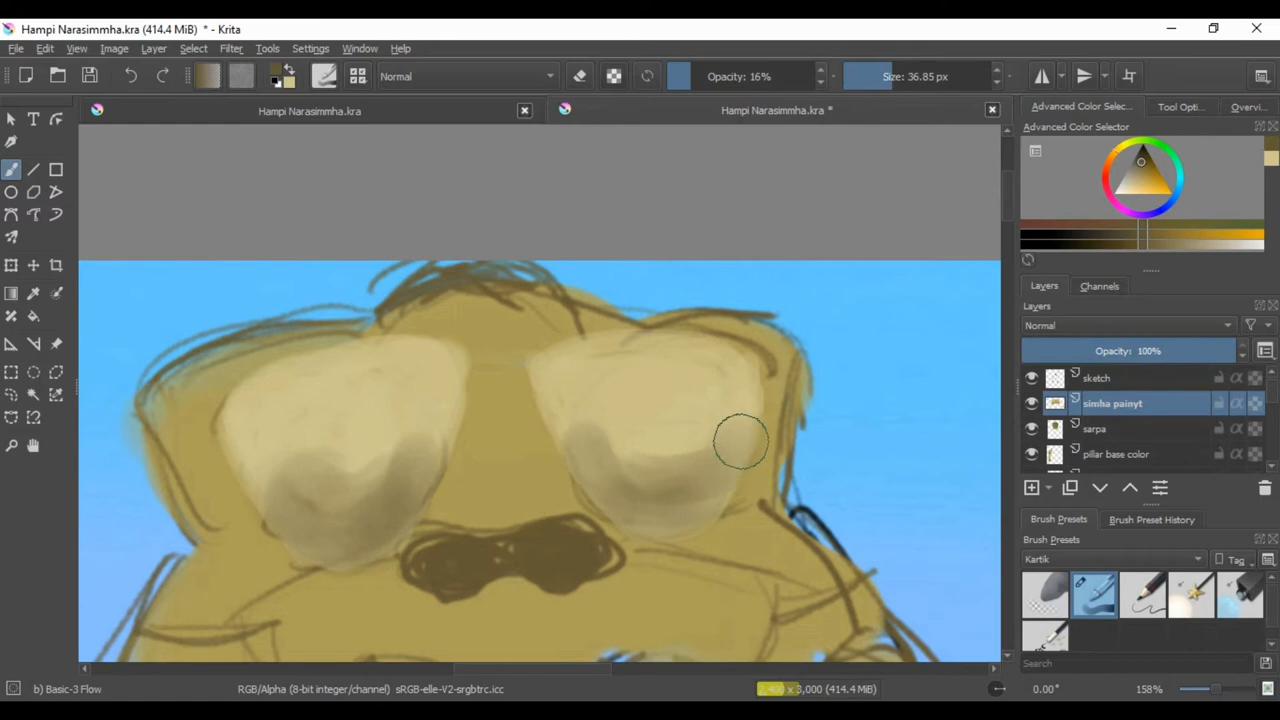 Hampi Narasimmha.kra (414.4 MiB) * - Krita
File Edit View Image Layer Select Filter Tools Settings Window Help
Normal Opacity: 16% Size: 36.85 px
Hampi Narasimmha.kra Hampi Narasimmha.kra * Advanced Color Selec... Tool Opti... Overvi...
Advanced Color Selector
Layers Channels
Layers
Normal
Opacity: 100%
sketch
simha painyt
sarpa
pillar base color
Brush Presets Brush Preset History
Brush Presets
Kartik Tag
Search
b) Basic-3 Flow RGB/Alpha (8-bit integer/channel) sRGB-elle-V2-srgbtrc.icc 2,400 x 3,000 (414.4 MiB) 0.00° 158%